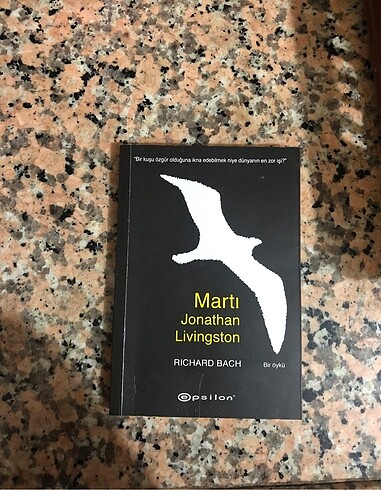 "Bir kuşu özgür olduğuna ikna edebilmek niye dünyanın en zor işi?"
Martı
Jonathan
Livingston
RICHARD BACH
Bir öykü
epsilon